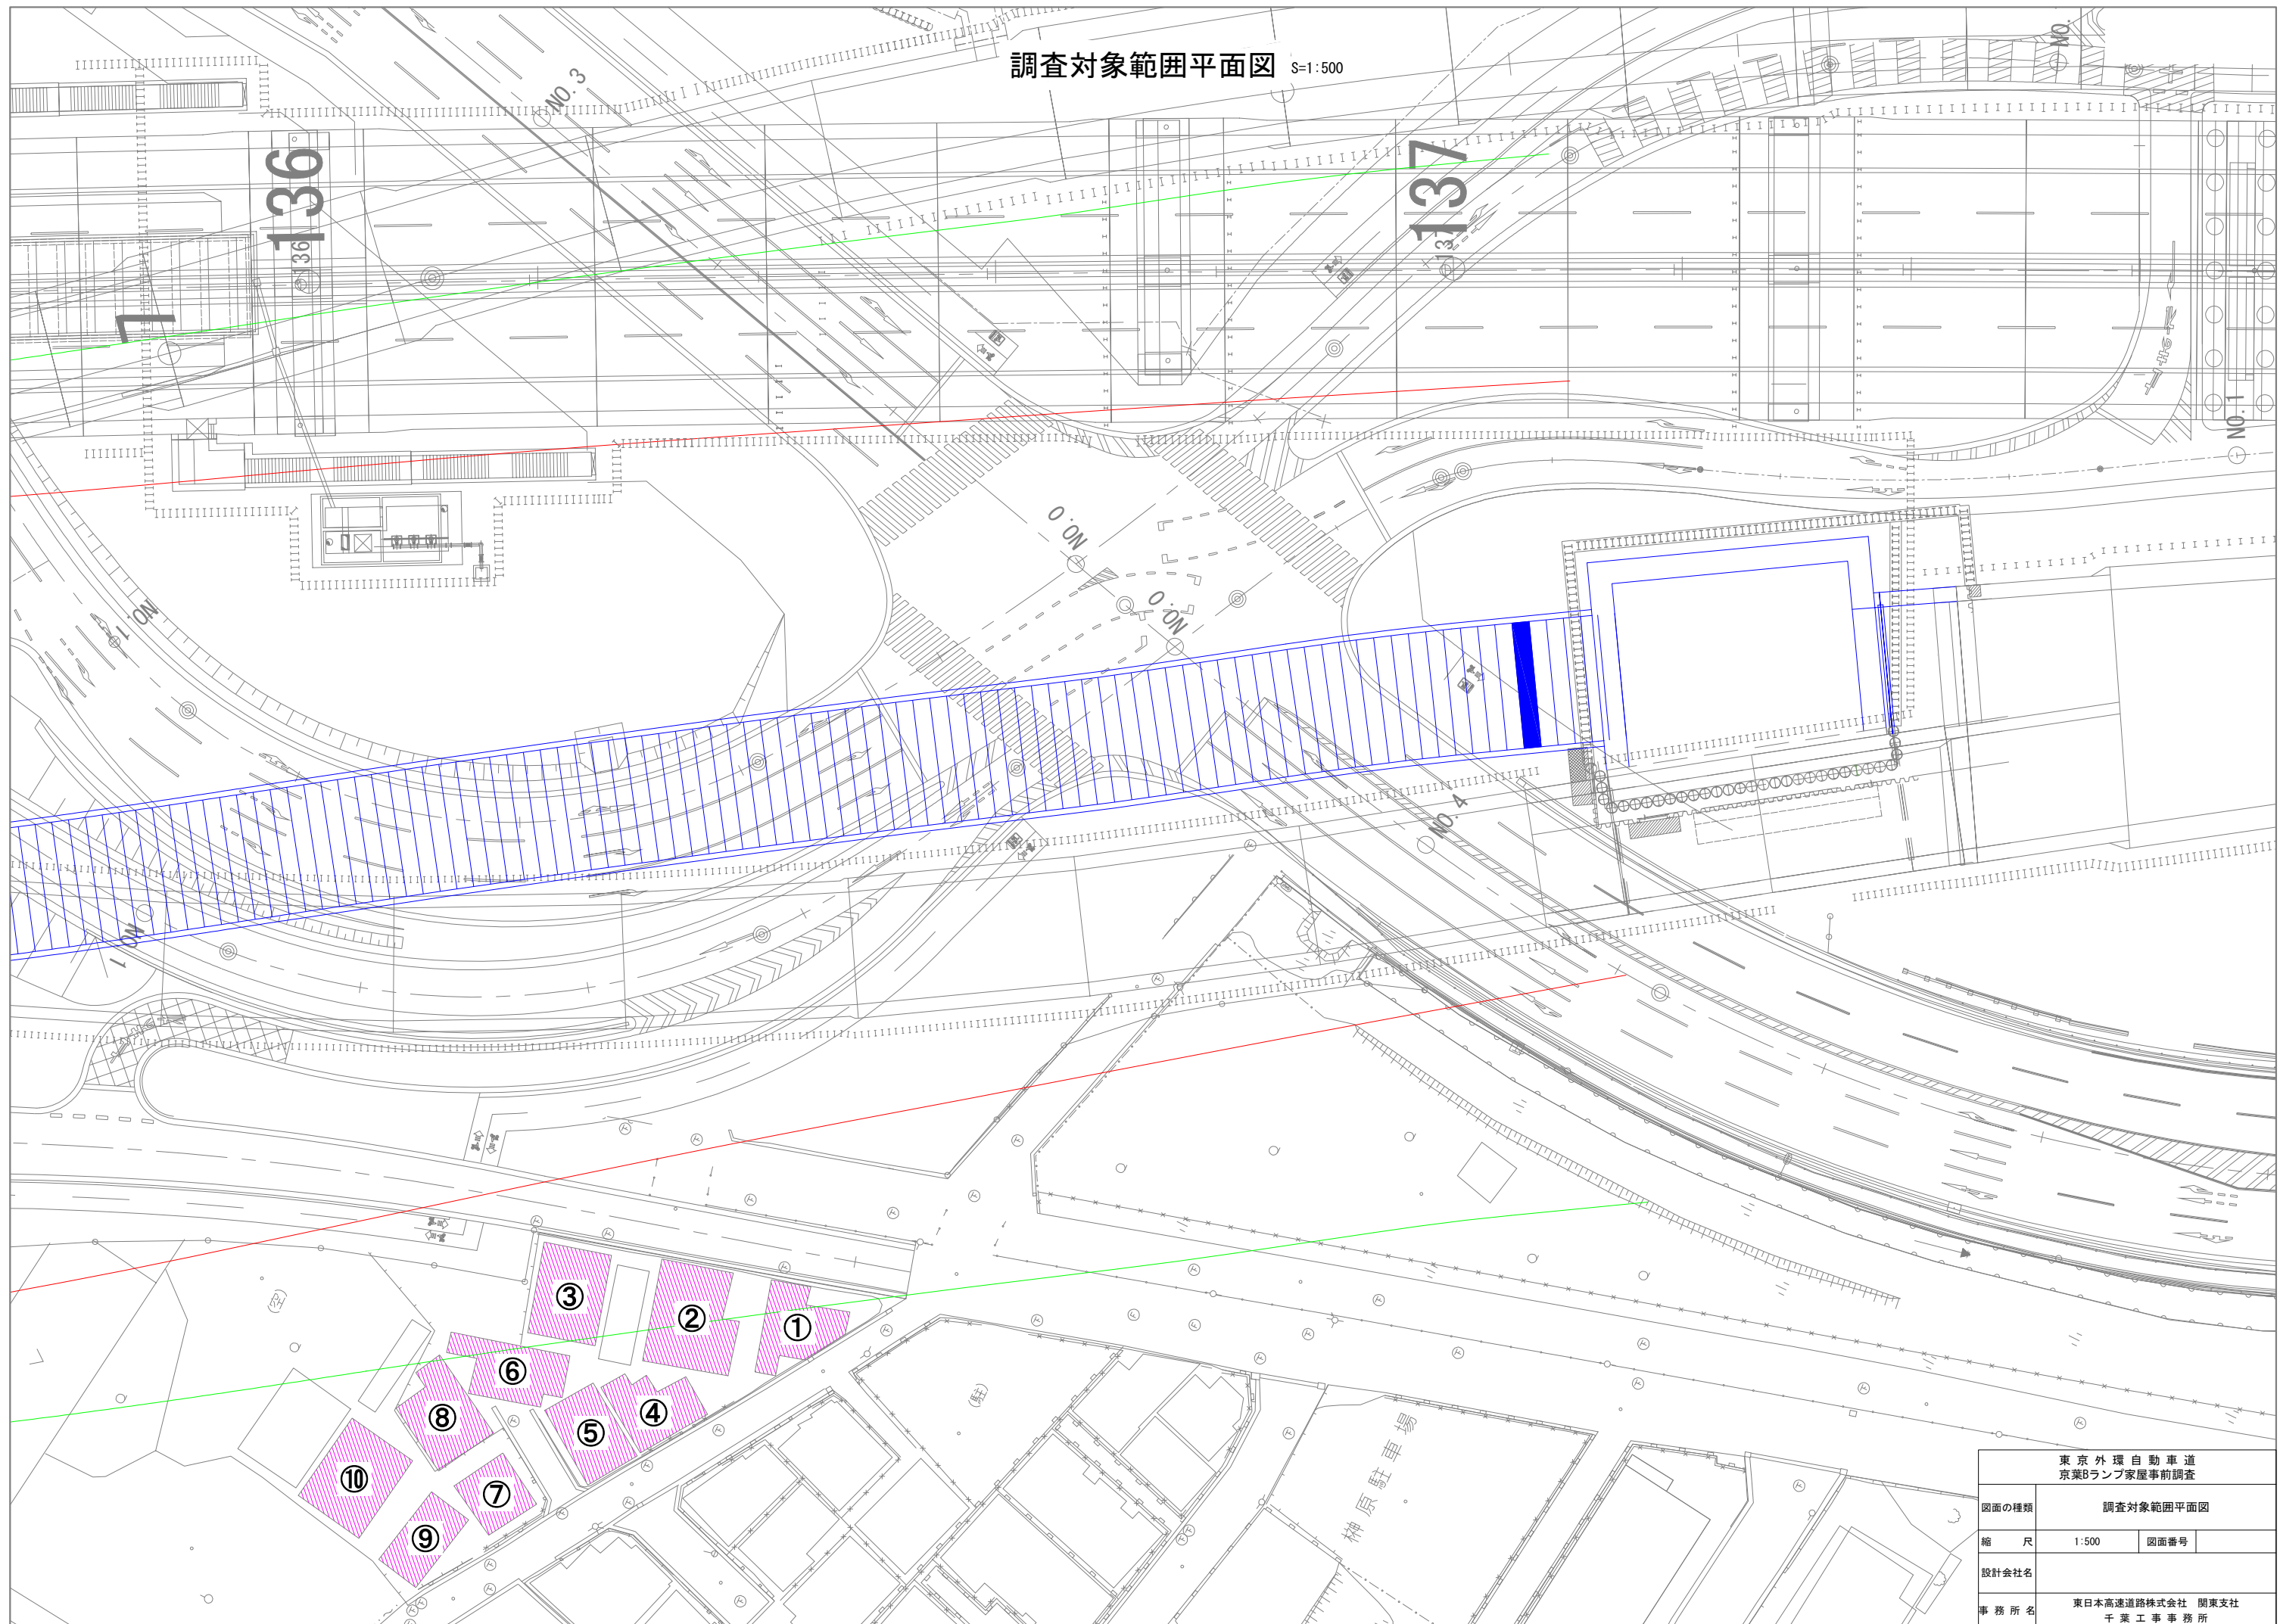 調査対象範囲平面図 S=1:500
NO.3
NO.
136
136
137
137
7
NO.1
NO.0
NO.0
NO.1
NO.4
NO.1
③
②
①
⑥
⑧
⑤
④
⑩
⑦
⑨
東京外環自動車道
京葉Bランプ家屋事前調査
図面の種類 調査対象範囲平面図
縮尺 1:500 図面番号
設計会社名
事務所名 東日本高速道路株式会社 関東支社
千葉工事事務所